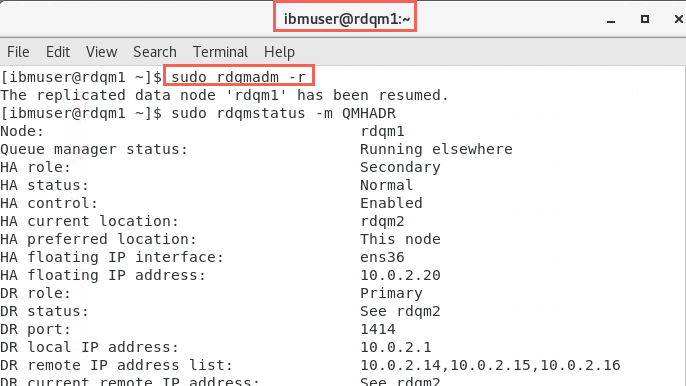 ibmuser@rdqm1:~
File Edit View Search Terminal Help
[ibmuser@rdqm1 ~]$ sudo rdqmadm -r
The replicated data node 'rdqm1' has been resumed.
[ibmuser@rdqm1 ~]$ sudo rdqmstatus -m QMHADR
Node: rdqm1
Queue manager status: Running elsewhere
HA role: Secondary
HA status: Normal
HA control: Enabled
HA current location: rdqm2
HA preferred location: This node
HA floating IP interface: ens36
HA floating IP address: 10.0.2.20
DR role: Primary
DR status: See rdqm2
DR port: 1414
DR local IP address: 10.0.2.1
DR remote IP address list: 10.0.2.14,10.0.2.15,10.0.2.16
DR current remote IP address: See rdqm2